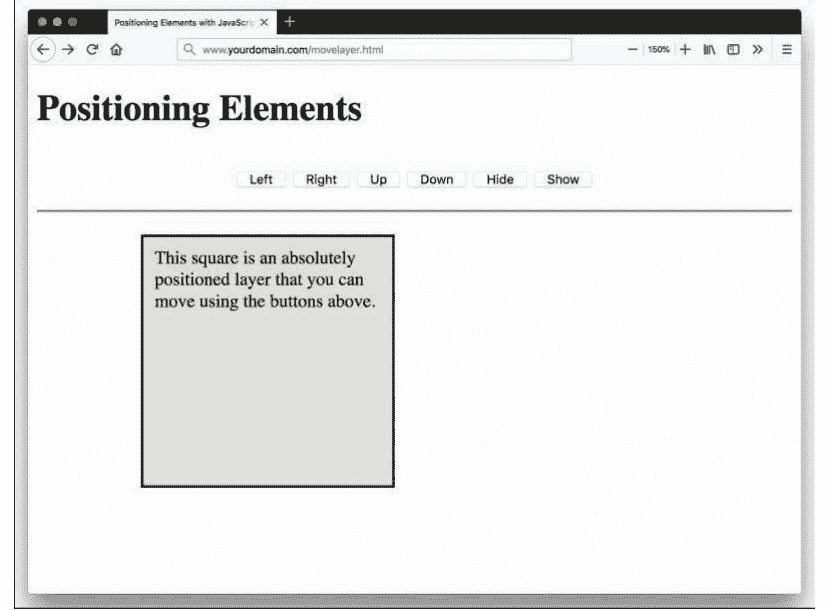 Positioning Elements with JavaScrip
www.yourdomain.com/movelayer.html
150%
Positioning Elements
Left Right Up Down Hide Show
This square is an absolutely
positioned layer that you can
move using the buttons above.